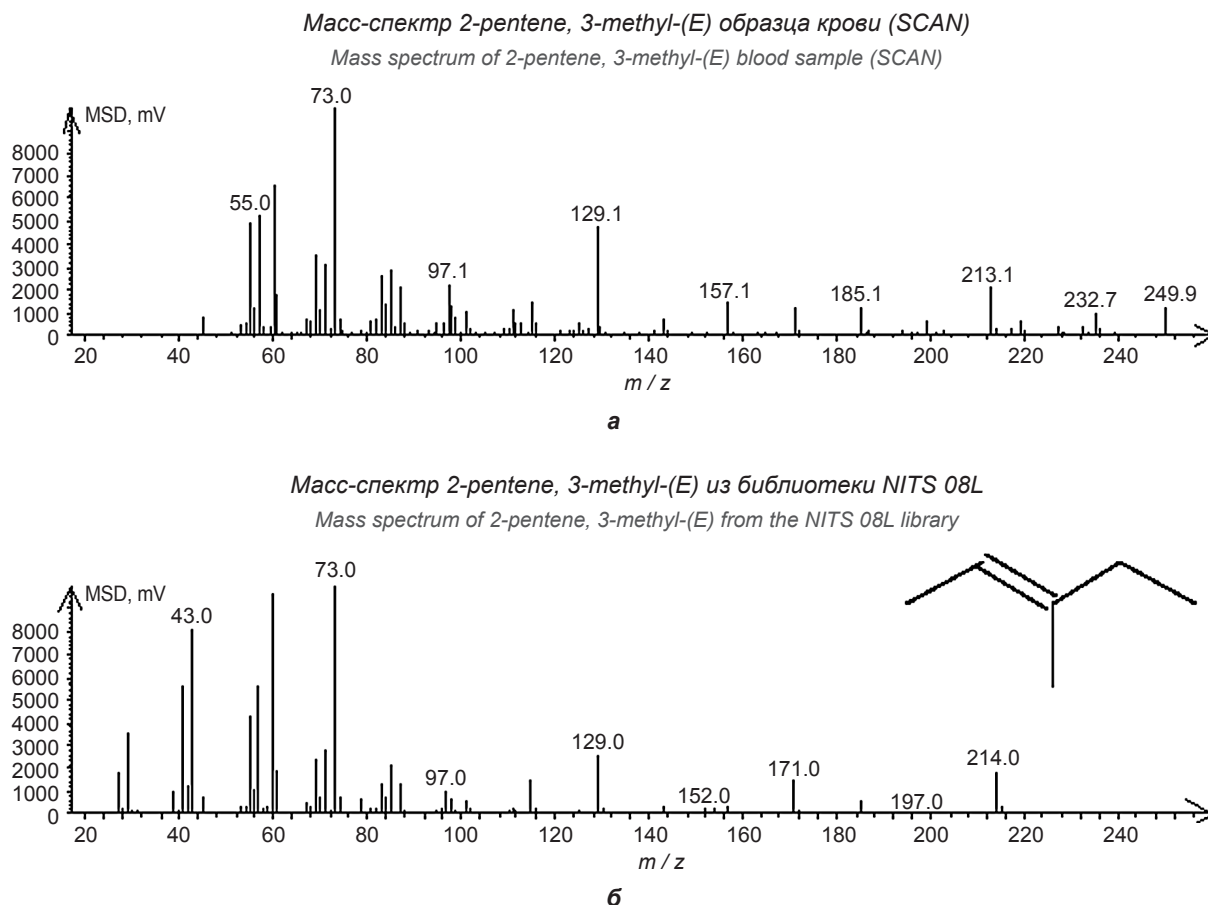 Масс-спектр 2-pentene, 3-methyl-(E) образца крови (SCAN)
Mass spectrum of 2-pentene, 3-methyl-(E) blood sample (SCAN)
MSD, mV
73.0
8000
7000
6000
5000
4000
3000
2000
1000
0
55.0
97.1
129.1
157.1
185.1
213.1
232.7
249.9
20 40 60 80 100 120 140 160 180 200 220 240
m / z
а
Масс-спектр 2-pentene, 3-methyl-(E) из библиотеки NITS 08L
Mass spectrum of 2-pentene, 3-methyl-(E) from the NITS 08L library
MSD, mV
73.0
43.0
8000
7000
6000
5000
4000
3000
2000
1000
0
97.0
129.0
152.0
171.0
197.0
214.0
20 40 60 80 100 120 140 160 180 200 220 240
m / z
б